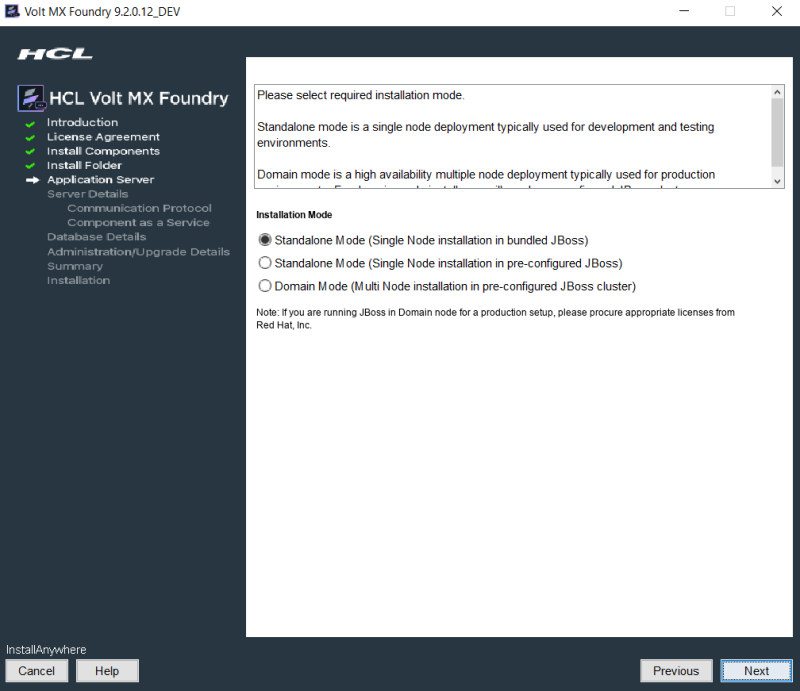 Volt MX Foundry 9.2.0.12_DEV
HCL
HCL Volt MX Foundry
Introduction
License Agreement
Install Components
Install Folder
Application Server
Server Details
Communication Protocol
Component as a Service
Database Details
Administration/Upgrade Details
Summary
Installation
Please select required installation mode.
Standalone mode is a single node deployment typically used for development and testing
environments.
Domain mode is a high availability multiple node deployment typically used for production
Installation Mode
Standalone Mode (Single Node installation in bundled JBoss)
Standalone Mode (Single Node installation in pre-configured JBoss)
Domain Mode (Multi Node installation in pre-configured JBoss cluster)
Note: If you are running JBoss in Domain node for a production setup, please procure appropriate licenses from
Red Hat, Inc.
InstallAnywhere
Cancel
Help
Previous
Next